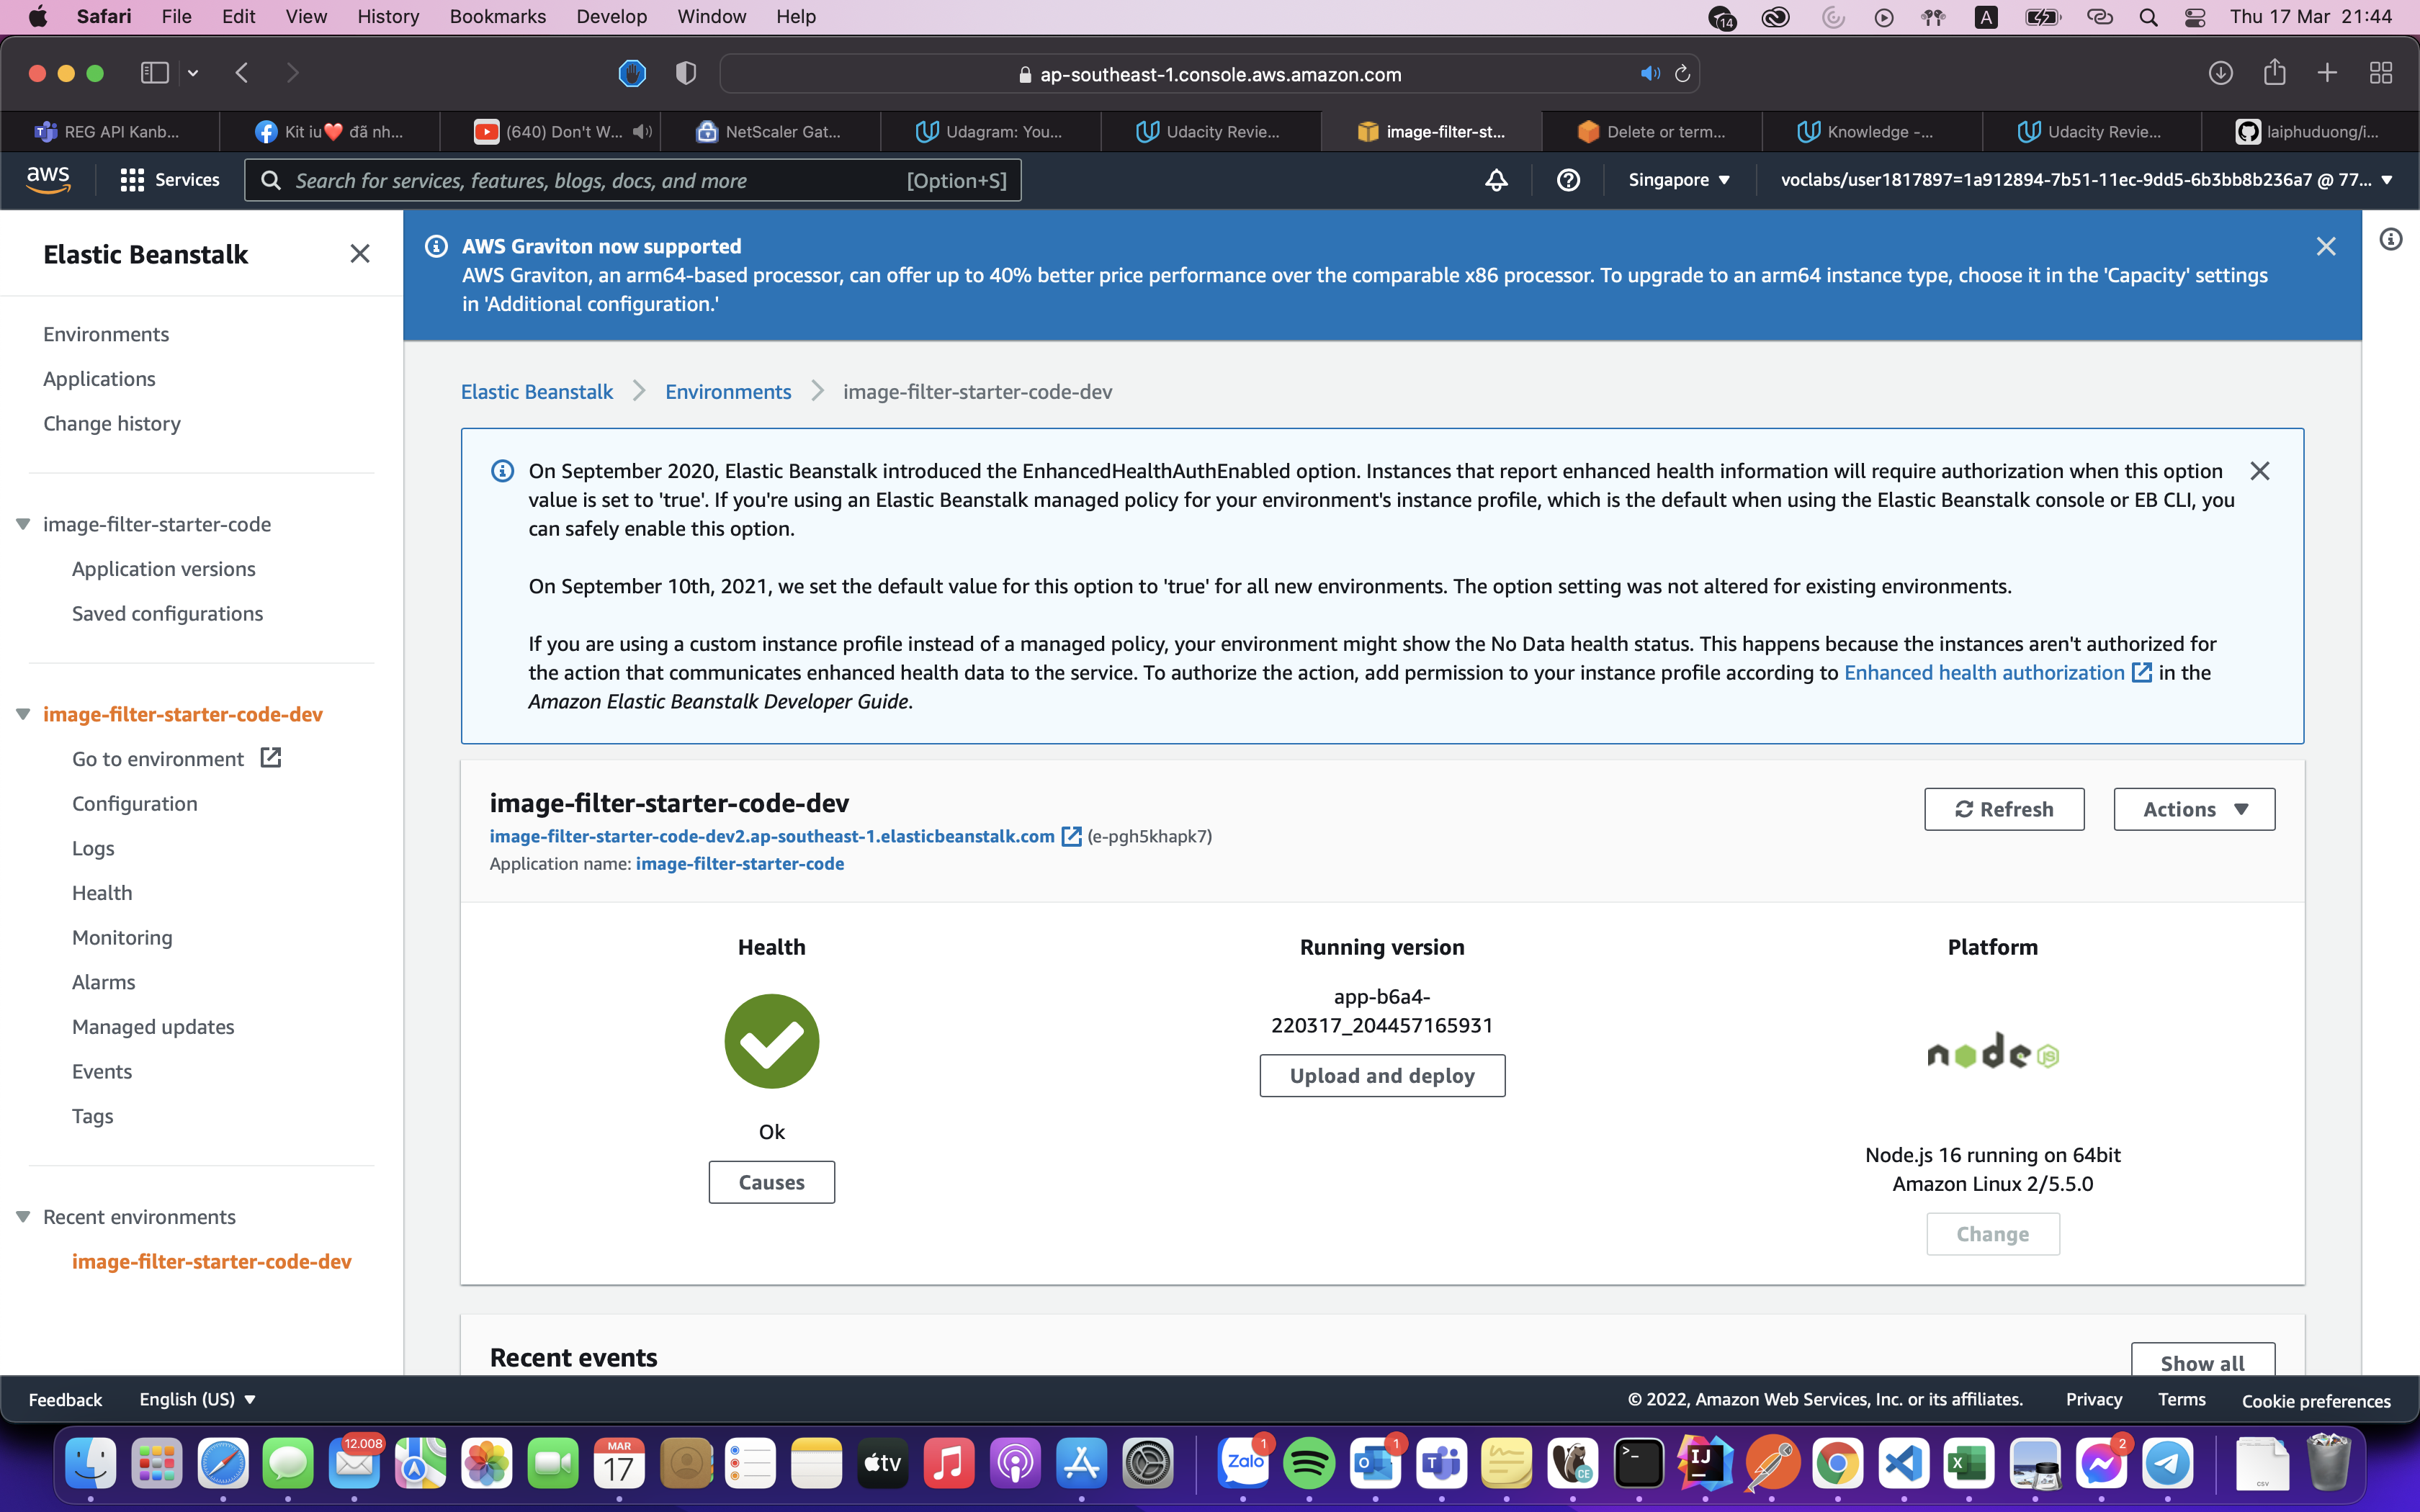 Safari File Edit View History Bookmarks Develop Window Help
14 A Thu 17 Mar 21:44
ap-southeast-1.console.aws.amazon.com
REG API Kanb...
Kit iu❤️ đã nh...
(640) Don't W...
NetScaler Gat...
Udagram: You...
Udacity Revie...
image-filter-st...
Delete or term...
Knowledge -...
Udacity Revie...
laiphuduong/i...
aws
Services
Search for services, features, blogs, docs, and more [Option+S]
Singapore
voclabs/user1817897=1a912894-7b51-11ec-9dd5-6b3bb8b236a7 @ 77...
Elastic Beanstalk
Environments
Applications
Change history
image-filter-starter-code
Application versions
Saved configurations
image-filter-starter-code-dev
Go to environment
Configuration
Logs
Health
Monitoring
Alarms
Managed updates
Events
Tags
Recent environments
image-filter-starter-code-dev
AWS Graviton now supported
AWS Graviton, an arm64-based processor, can offer up to 40% better price performance over the comparable x86 processor. To upgrade to an arm64 instance type, choose it in the 'Capacity' settings
in 'Additional configuration.'
Elastic Beanstalk > Environments > image-filter-starter-code-dev
On September 2020, Elastic Beanstalk introduced the EnhancedHealthAuthEnabled option. Instances that report enhanced health information will require authorization when this option
value is set to 'true'. If you're using an Elastic Beanstalk managed policy for your environment's instance profile, which is the default when using the Elastic Beanstalk console or EB CLI, you
can safely enable this option.
On September 10th, 2021, we set the default value for this option to 'true' for all new environments. The option setting was not altered for existing environments.
If you are using a custom instance profile instead of a managed policy, your environment might show the No Data health status. This happens because the instances aren't authorized for
the action that communicates enhanced health data to the service. To authorize the action, add permission to your instance profile according to Enhanced health authorization in the
Amazon Elastic Beanstalk Developer Guide.
image-filter-starter-code-dev
image-filter-starter-code-dev2.ap-southeast-1.elasticbeanstalk.com (e-pgh5khapk7)
Application name: image-filter-starter-code
Refresh
Actions
Health
Ok
Causes
Running version
app-b6a4-
220317_204457165931
Upload and deploy
Platform
node JS
Node.js 16 running on 64bit
Amazon Linux 2/5.5.0
Change
Recent events
Show all
Feedback English (US)
© 2022, Amazon Web Services, Inc. or its affiliates. Privacy Terms Cookie preferences
12.008
MAR
17
tv
Zalo
1
1
CE
IJ
2
CSV